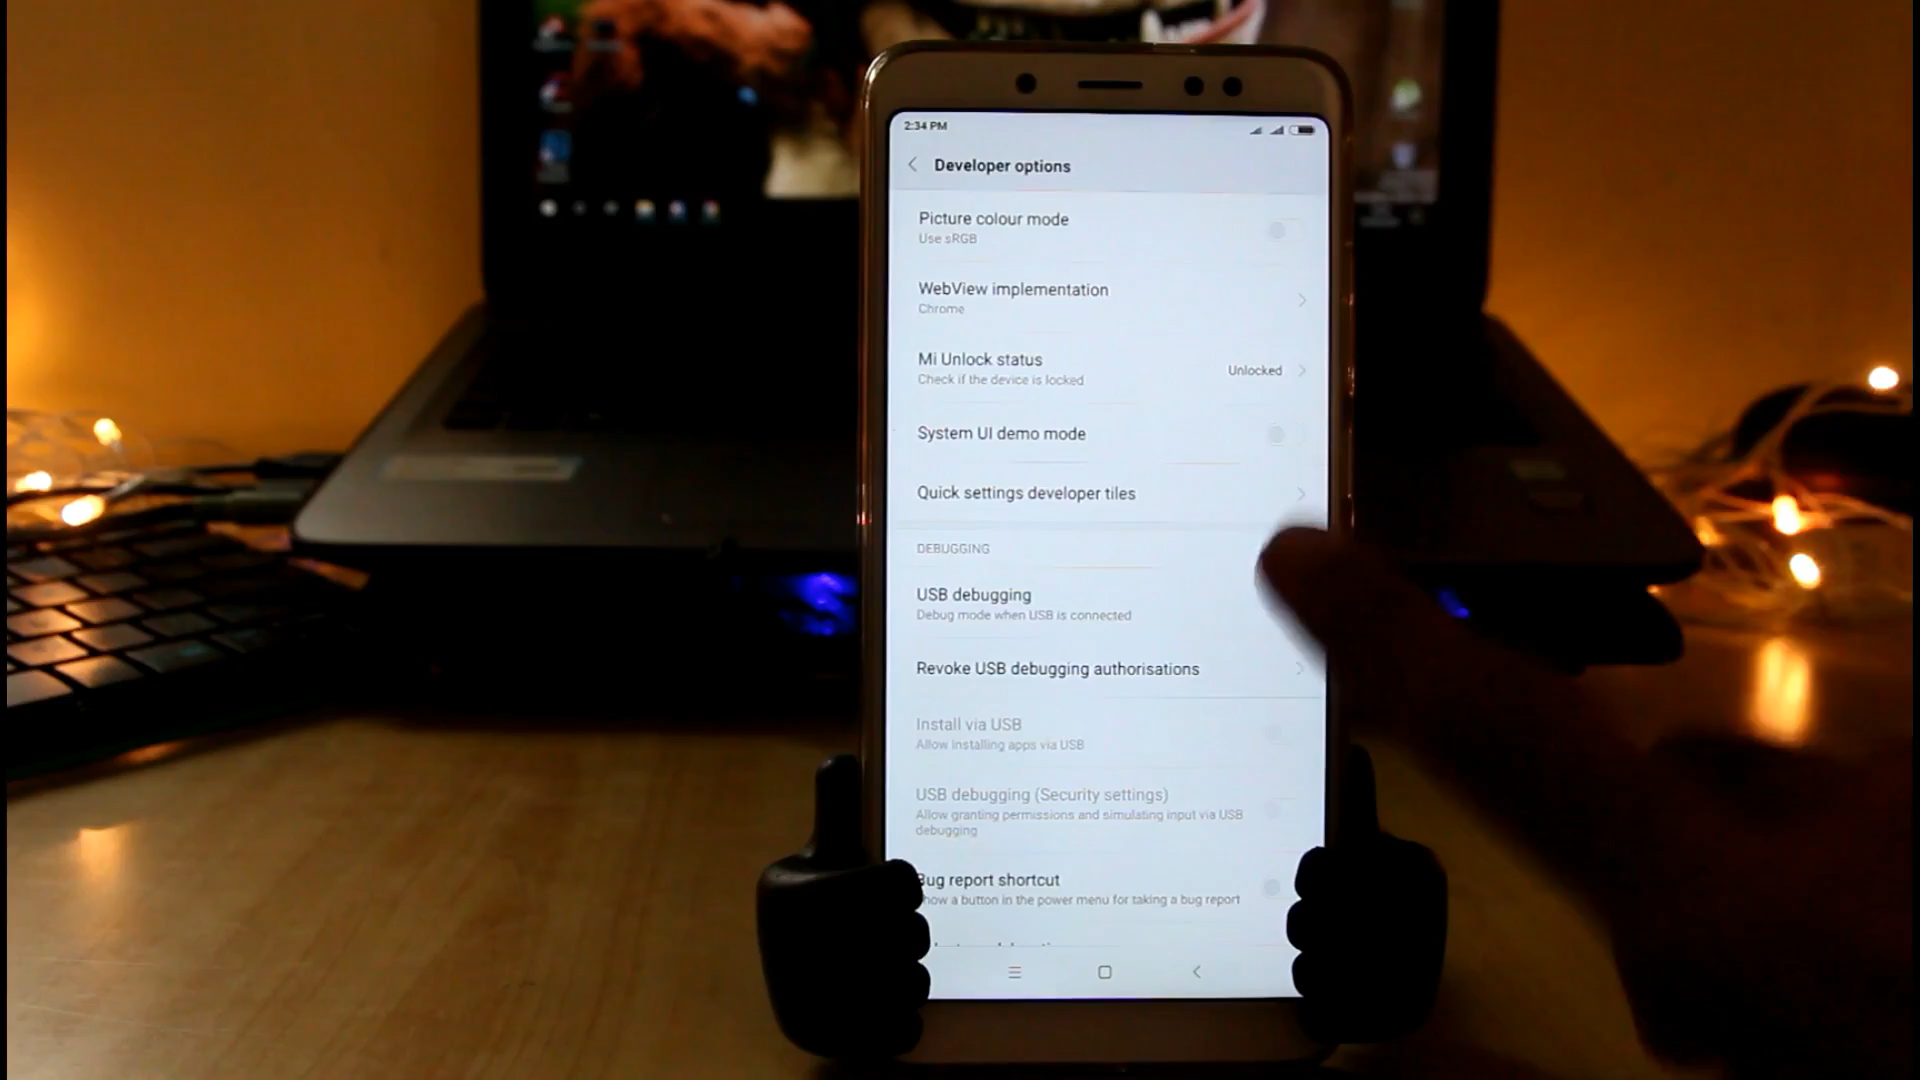 2:34 PM
Developer options
Picture colour mode
Use sRGB
WebView implementation
Chrome
Mi Unlock status
Check if the device is locked
Unlocked
System UI demo mode
Quick settings developer tiles
DEBUGGING
USB debugging
Debug mode when USB is connected
Revoke USB debugging authorisations
Install via USB
Allow installing apps via USB
USB debugging (Security settings)
Allow granting permissions and simulating input via USB
debugging
Bug report shortcut
how a button in the power menu for taking a bug report